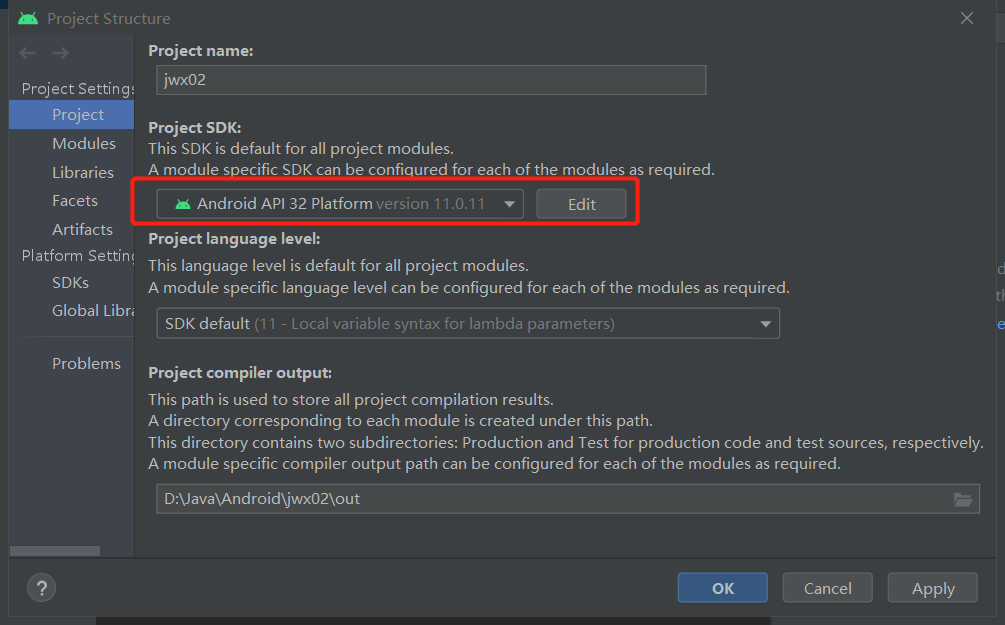 Project Structure
Project name:
jwx02
Project Settings
Project
Modules
Libraries
Facets
Artifacts
Platform Setting
SDKs
Global Libra
Problems
Project SDK:
This SDK is default for all project modules.
A module specific SDK can be configured for each of the modules as required.
Android API 32 Platform version 11.0.11
Edit
Project language level:
This language level is default for all project modules.
A module specific language level can be configured for each of the modules as required.
SDK default (11 - Local variable syntax for lambda parameters)
Project compiler output:
This path is used to store all project compilation results.
A directory corresponding to each module is created under this path.
This directory contains two subdirectories: Production and Test for production code and test sources, respectively.
A module specific compiler output path can be configured for each of the modules as required.
D:\Java\Android\jwx02\out
?
OK
Cancel
Apply